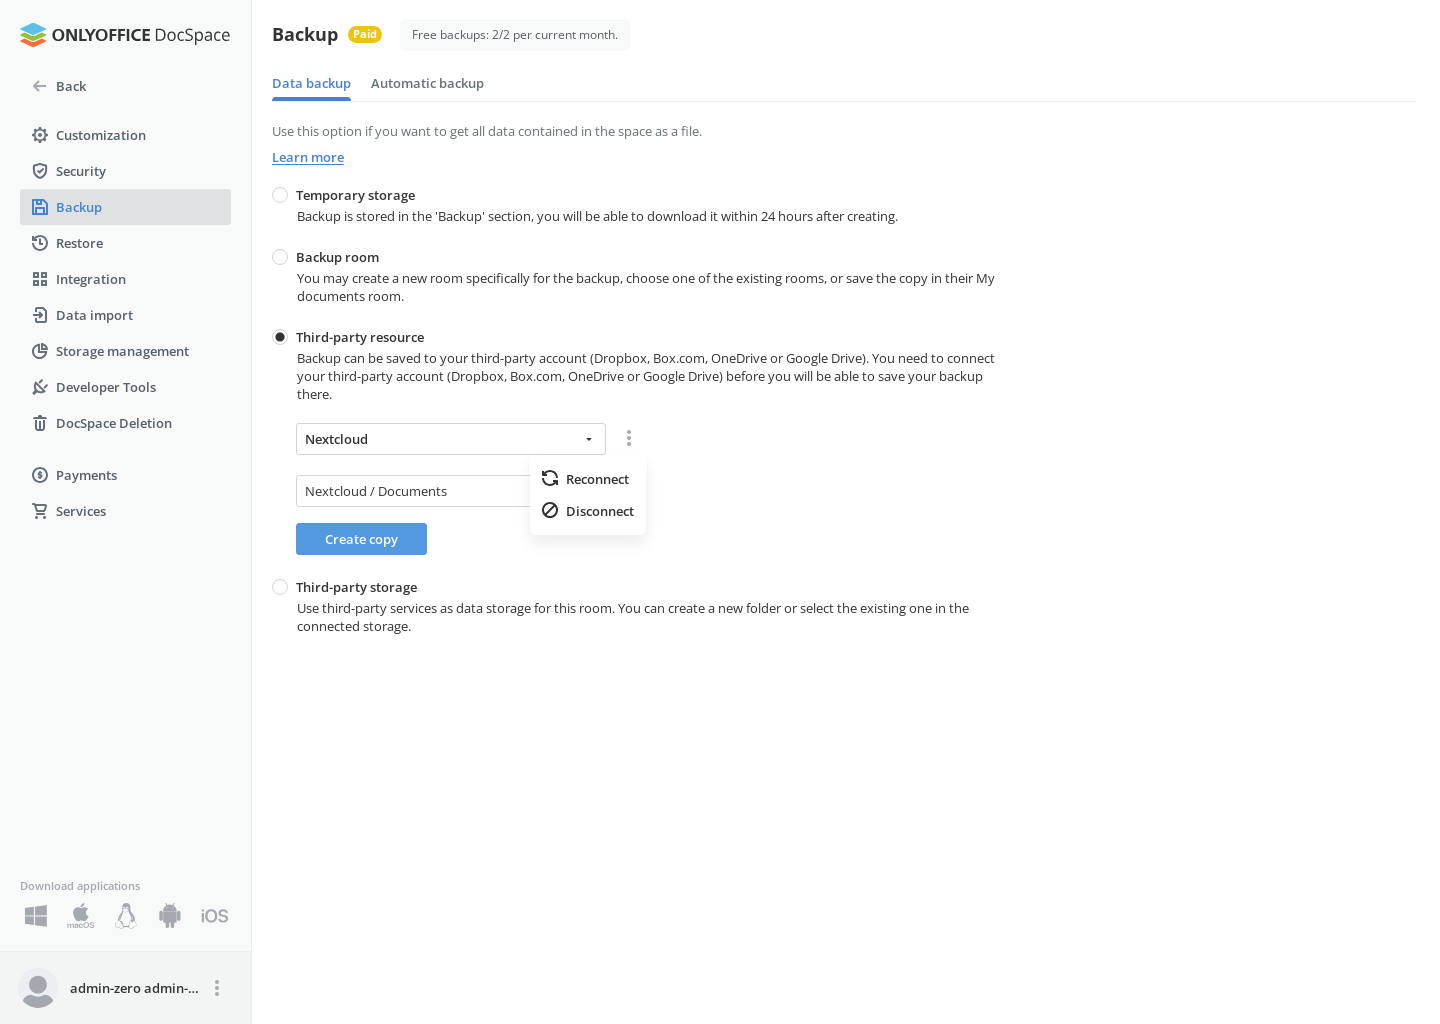 ONLYOFFICE DocSpace
Back
Customization
Security
Backup
Restore
Integration
Data import
Storage management
Developer Tools
DocSpace Deletion
Payments
Services
Download applications
macOS
iOS
admin-zero admin-...
Backup
Paid
Free backups: 2/2 per current month.
Data backup
Automatic backup
Use this option if you want to get all data contained in the space as a file.
Learn more
Temporary storage
Backup is stored in the 'Backup' section, you will be able to download it within 24 hours after creating.
Backup room
You may create a new room specifically for the backup, choose one of the existing rooms, or save the copy in their My
documents room.
Third-party resource
Backup can be saved to your third-party account (Dropbox, Box.com, OneDrive or Google Drive). You need to connect
your third-party account (Dropbox, Box.com, OneDrive or Google Drive) before you will be able to save your backup
there.
Nextcloud
Reconnect
Nextcloud / Documents
Disconnect
Create copy
Third-party storage
Use third-party services as data storage for this room. You can create a new folder or select the existing one in the
connected storage.